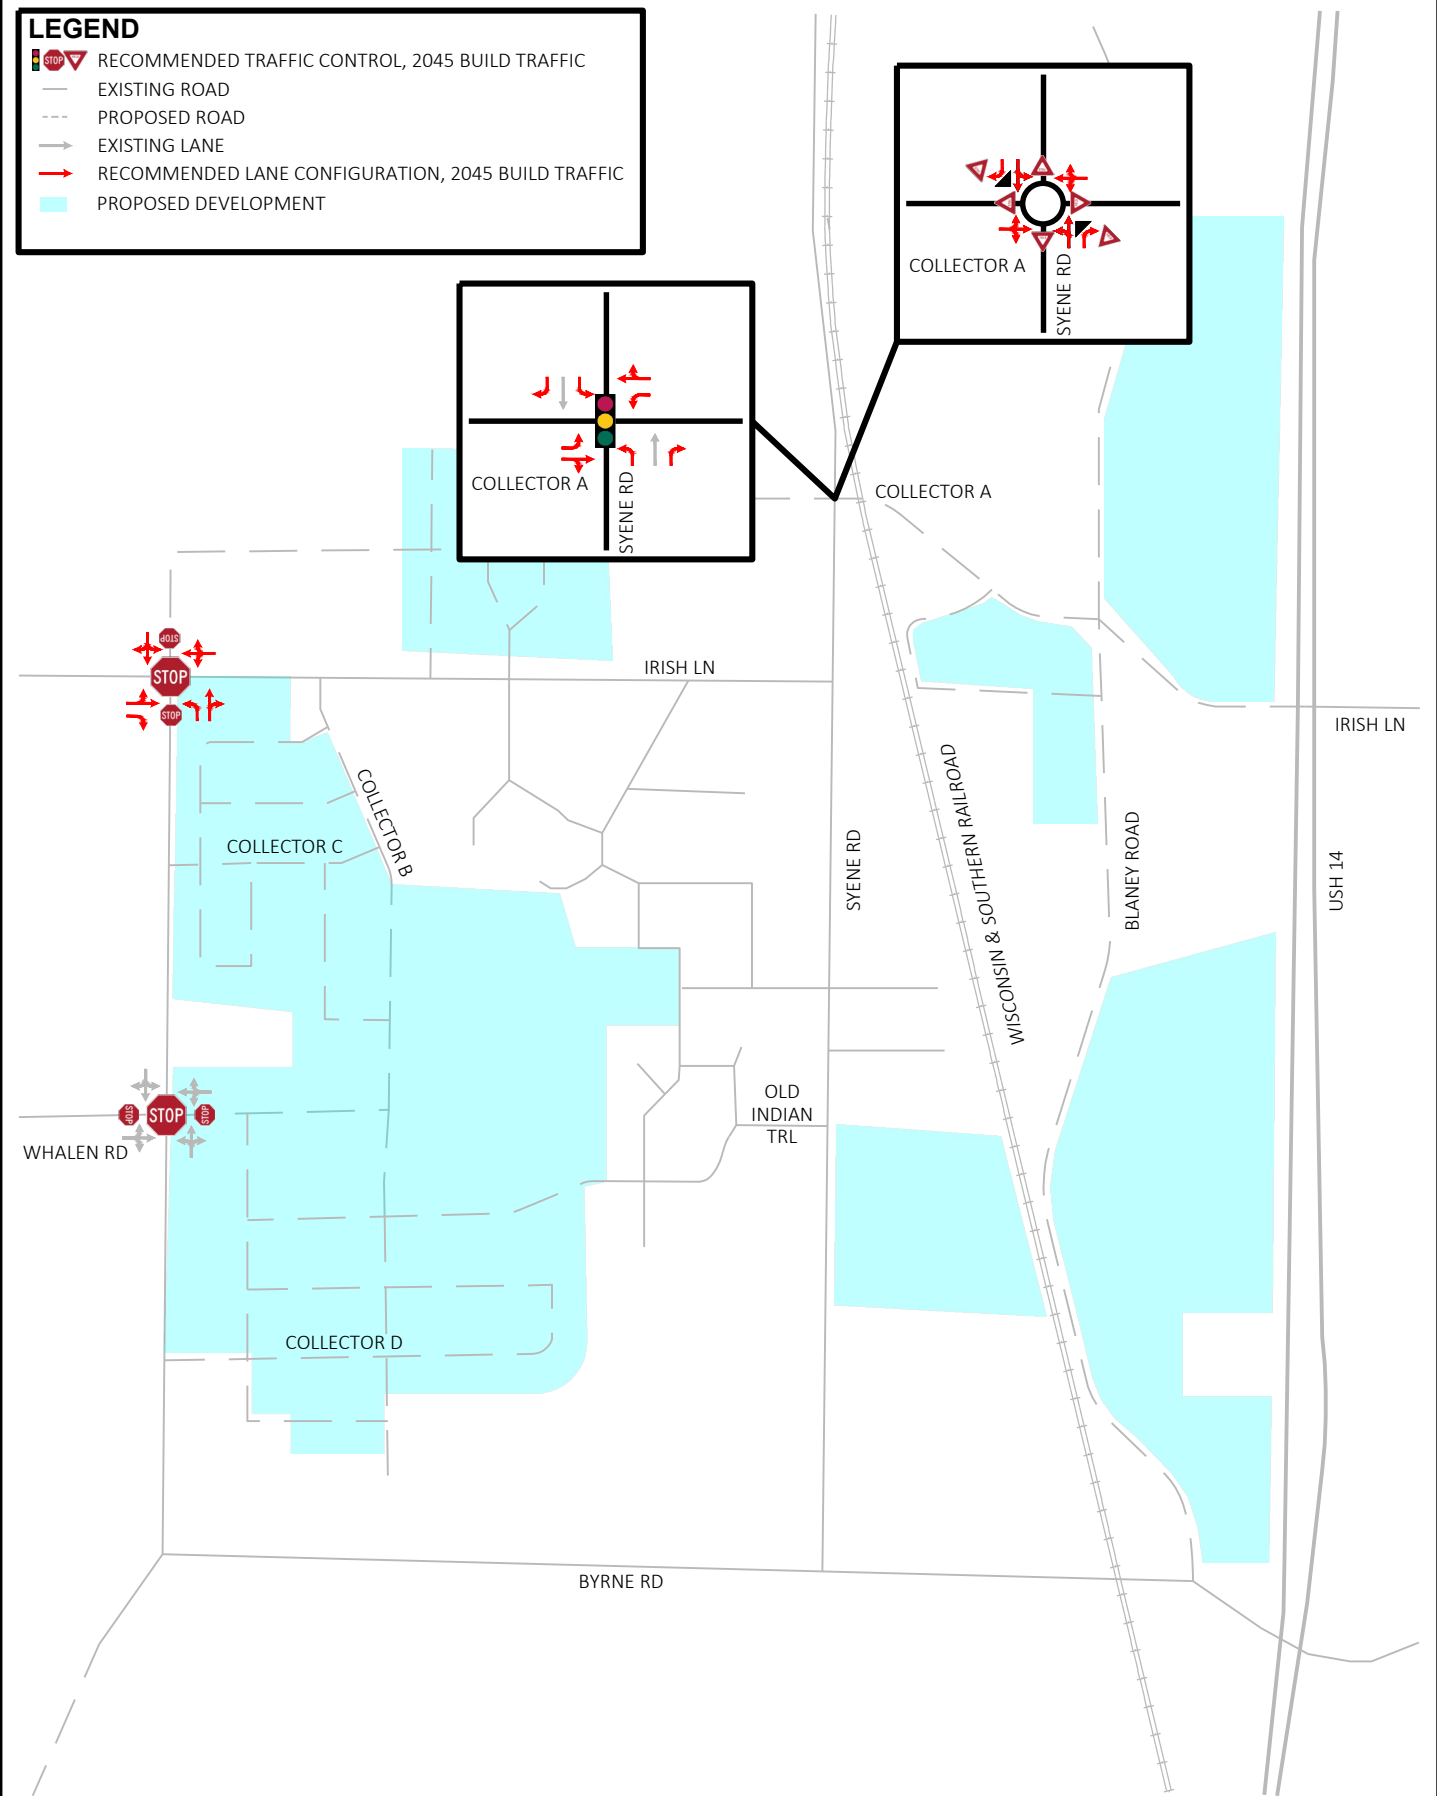 LEGEND
STOP
RECOMMENDED TRAFFIC CONTROL, 2045 BUILD TRAFFIC
EXISTING ROAD
PROPOSED ROAD
EXISTING LANE
RECOMMENDED LANE CONFIGURATION, 2045 BUILD TRAFFIC
PROPOSED DEVELOPMENT
COLLECTOR A
SYENE RD
COLLECTOR A
SYENE RD
COLLECTOR A
STOP
STOP
STOP
IRISH LN
IRISH LN
COLLECTOR B
COLLECTOR C
SYENE RD
WISCONSIN & SOUTHERN RAILROAD
BLANEY ROAD
USH 14
STOP
STOP
STOP
WHALEN RD
OLD
INDIAN
TRL
COLLECTOR D
BYRNE RD